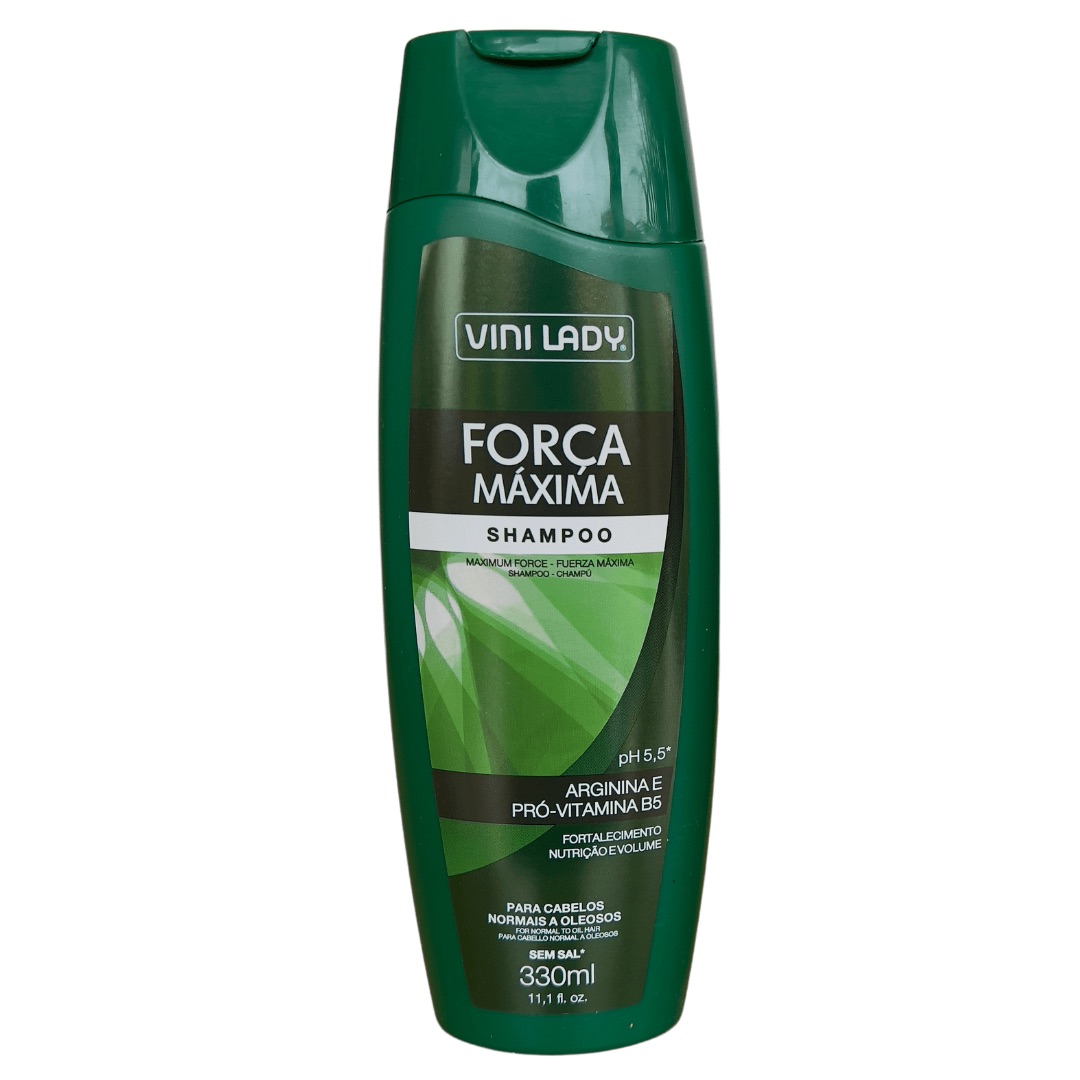 VINI LADY®
FORÇA
MÁXIMA
SHAMPOO
MAXIMUM FORCE - FUERZA MÁXIMA
SHAMPOO - CHAMPÚ
pH 5,5*
ARGININA E
PRÓ-VITAMINA B5
FORTALECIMENTO
NUTRIÇÃO E VOLUME
PARA CABELOS
NORMAIS A OLEOSOS
FOR NORMAL TO OIL HAIR
PARA CABELLO NORMAL A OLEOSOS
SEM SAL*
330ml
11,1 fl. oz.